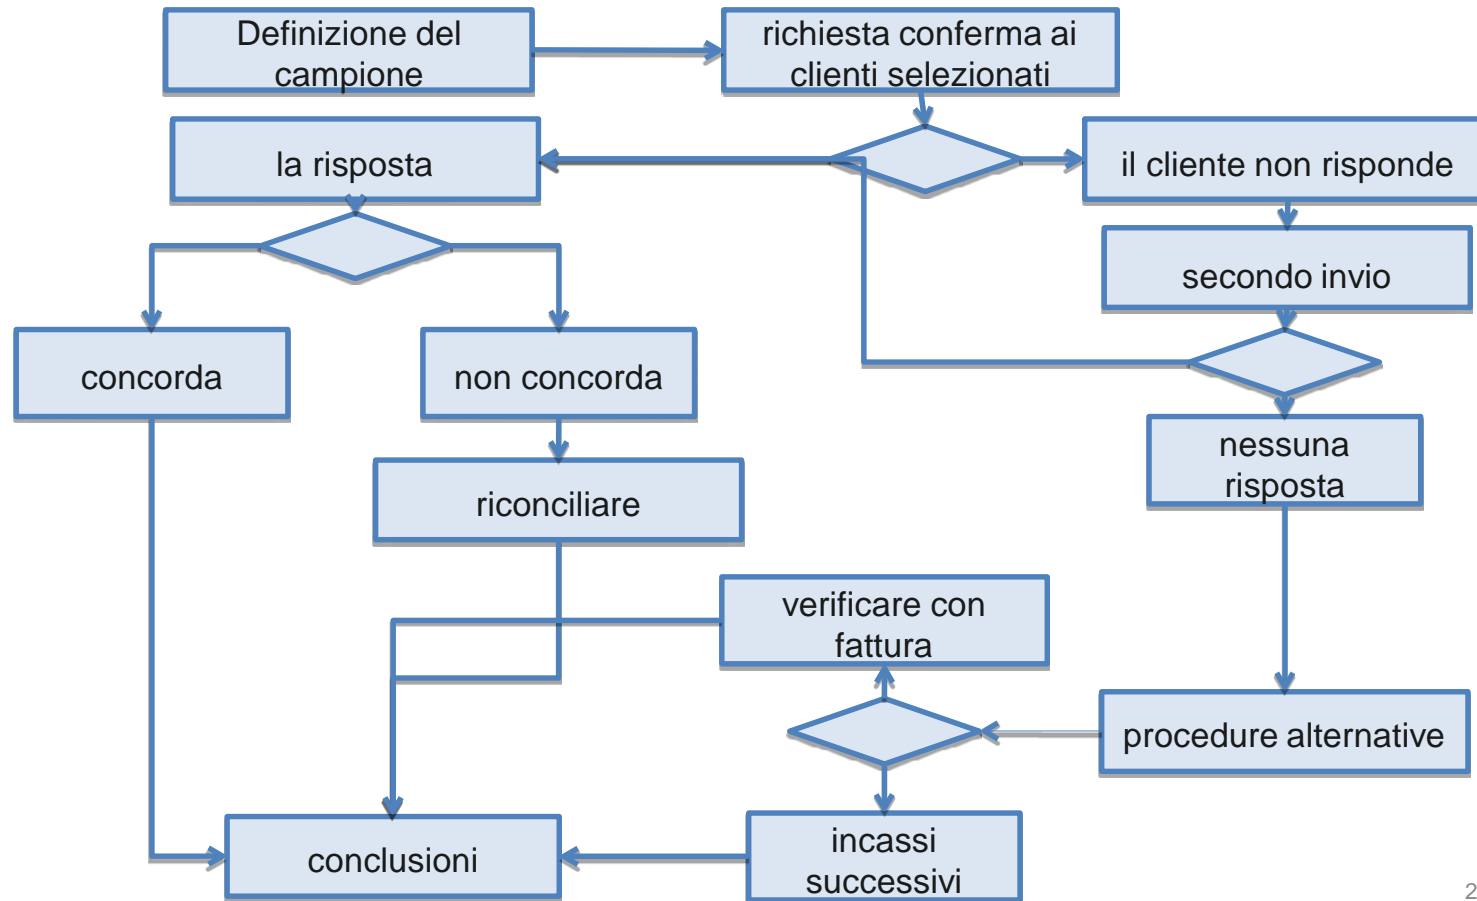 Definizione del
campione
richiesta conferma ai
clienti selezionati
la risposta
il cliente non risponde
secondo invio
concorda
non concorda
nessuna
risposta
riconciliare
verificare con
fattura
procedure alternative
conclusioni
incassi
successivi
2